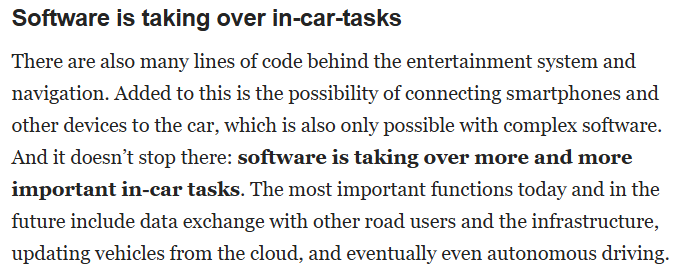 Software is taking over in-car-tasks
There are also many lines of code behind the entertainment system and
navigation. Added to this is the possibility of connecting smartphones and
other devices to the car, which is also only possible with complex software.
And it doesn’t stop there: software is taking over more and more
important in-car tasks. The most important functions today and in the
future include data exchange with other road users and the infrastructure,
updating vehicles from the cloud, and eventually even autonomous driving.